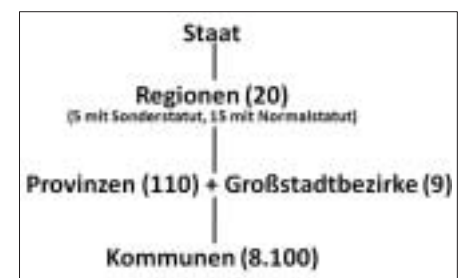 Staat
Regionen (20)
(5 mit Sonderstatut, 15 mit Normalstatut)
Provinzen (110) + Großstadtbezirke (9)
Kommunen (8.100)